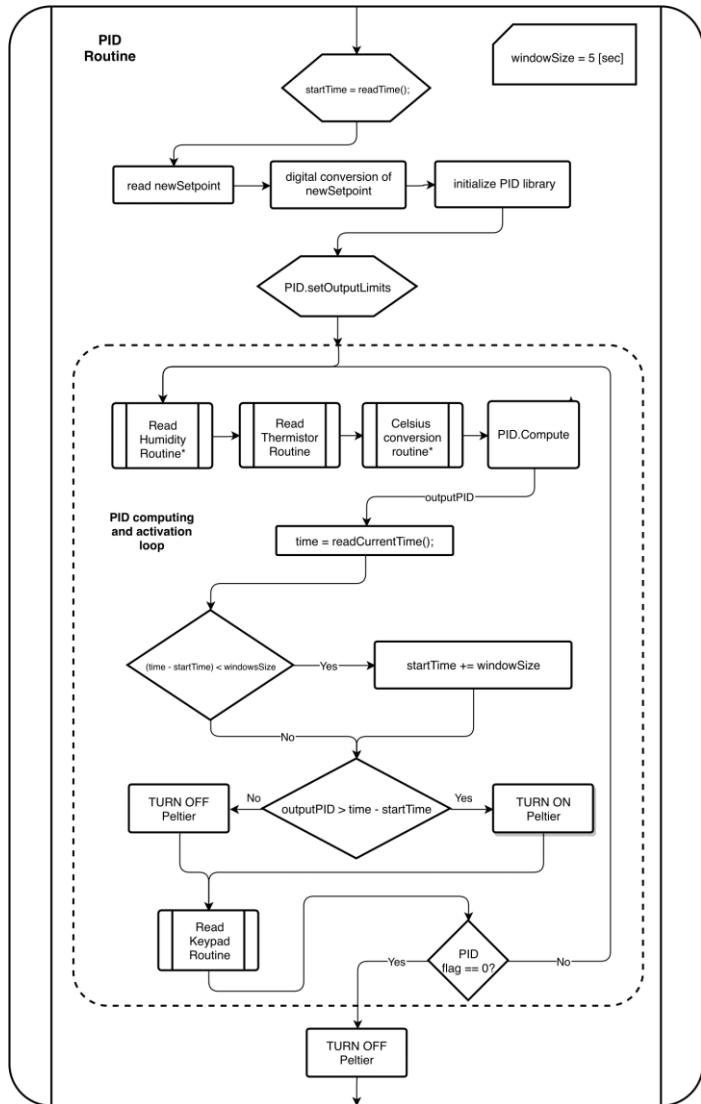 PID
Routine
windowSize = 5 [sec]
startTime = readTime();
read newSetpoint
digital conversion of
newSetpoint
initialize PID library
PID.setOutputLimits
Read
Humidity
Routine*
Read
Thermistor
Routine
Celsius
conversion
routine*
PID.Compute
outputPID
PID computing
and activation
loop
time = readCurrentTime();
(time - startTime) < windowsSize
Yes
startTime += windowSize
No
TURN OFF
Peltier
No
outputPID > time - startTime
Yes
TURN ON
Peltier
Read
Keypad
Routine
Yes
PID
flag == 0?
No
TURN OFF
Peltier